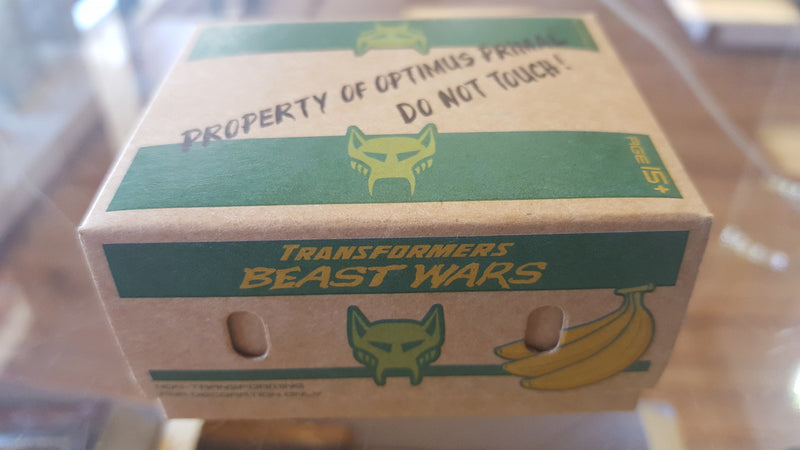 PROPERTY OF OPTIMUS PRIMAL
DO NOT TOUCH!
AGE 15+
TRANSFORMERS
BEAST WARS
NON-TRANSFORMING
FOR DECORATION ONLY